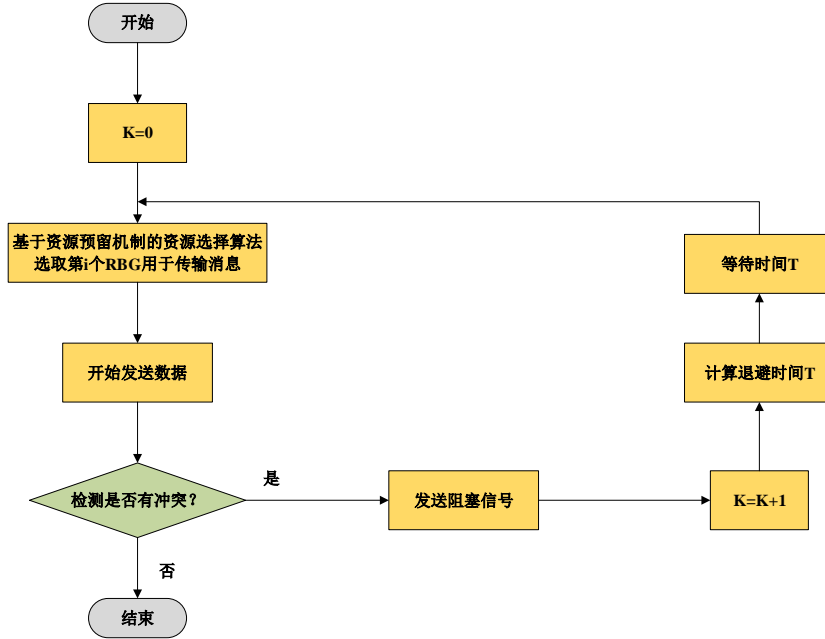 开始
K=0
基于资源预留机制的资源选择算法
选取第i个RBG用于传输消息
等待时间T
开始发送数据
计算退避时间T
检测是否有冲突？
是
发送阻塞信号
K=K+1
否
结束